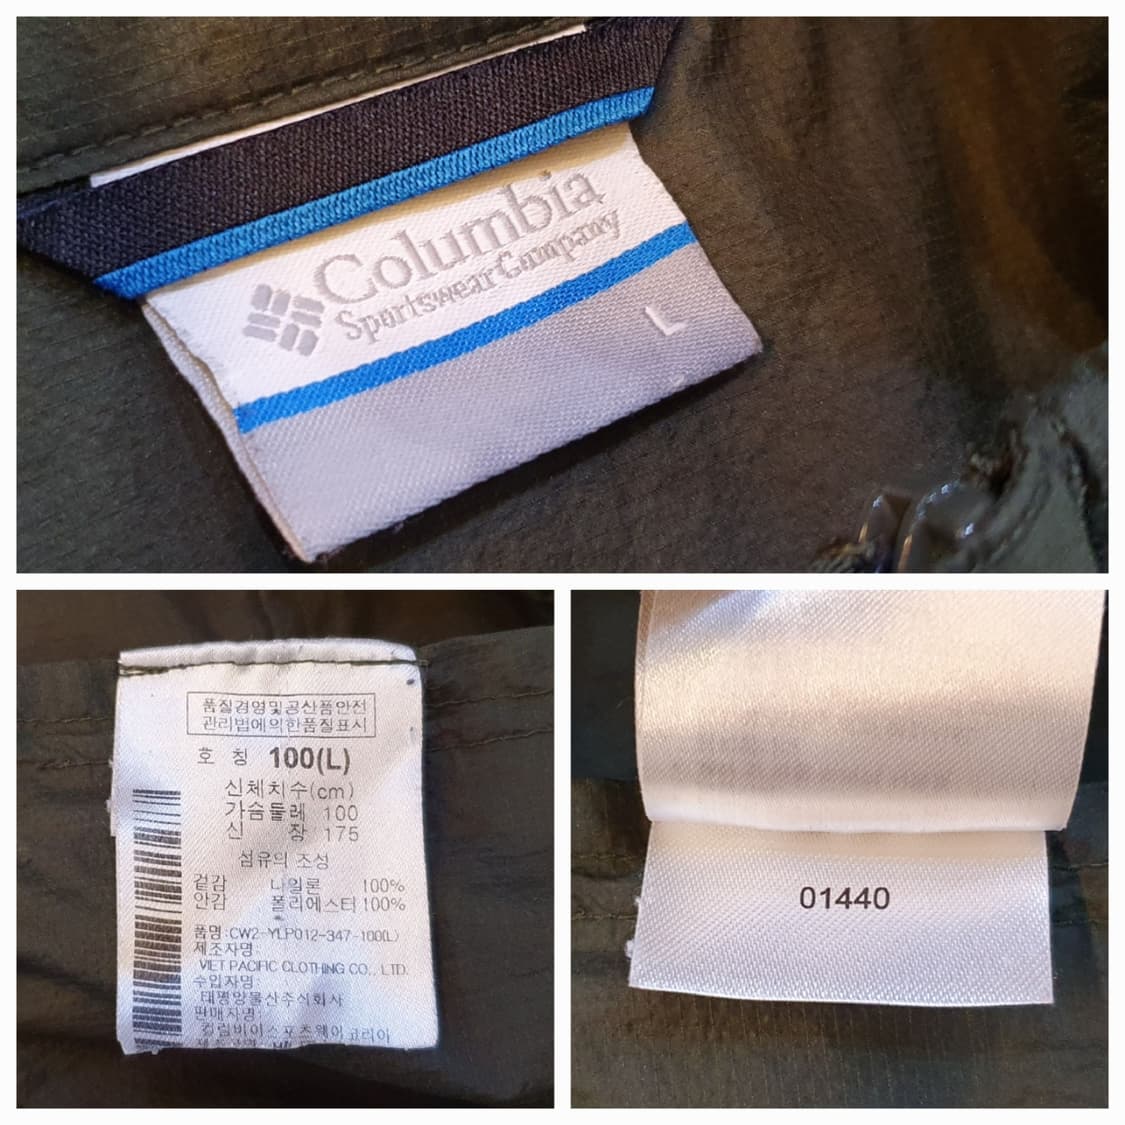 Columbia
Sportswear Company
L
품질경영및공산품안전
관리법에의한품질표시
호 칭 100(L)
신체치수(cm)
가슴둘레 100
신 장 175
섬유의 조성
겉감 나일론 100%
안감 폴리에스터 100%
품명:CW2-YLP012-347-100(L)
제조자명:
VIET PACIFIC CLOTHING CO., LTD.
수입자명:
태평양물산주식회사
판매자명:
컬럼비아스포츠웨어코리아
01440